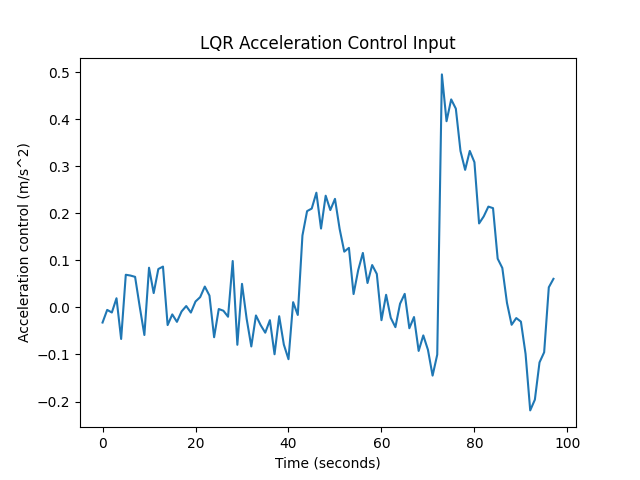 LQR Acceleration Control Input
Acceleration control (m/s^2)
0.5
0.4
0.3
0.2
0.1
0.0
−0.1
−0.2
0 20 40 60 80 100
Time (seconds)